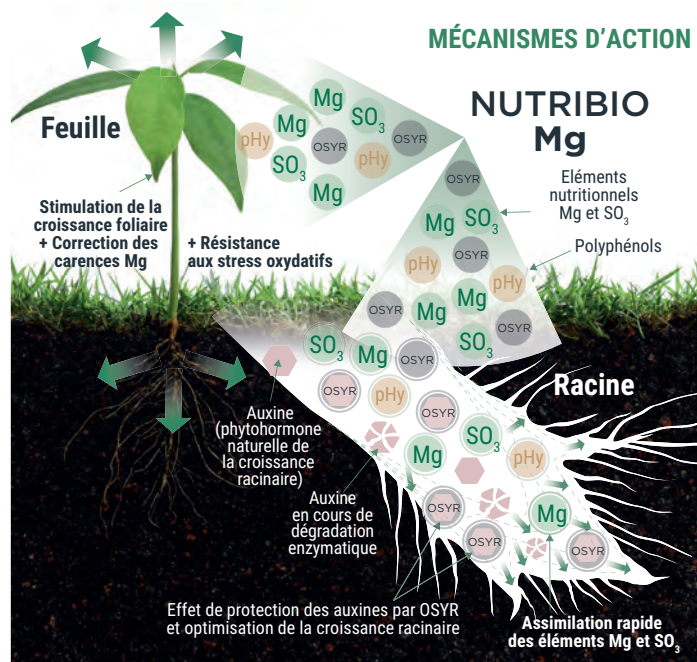 MÉCANISMES D'ACTION
NUTRIBIO
Mg
Feuille
Mg
SO₃
Mg
OSYR
OSYR
pHy
pHy
SO₃
Mg
Stimulation de la
croissance foliaire
+ Correction des
carences Mg
+ Résistance
aux stress oxydatifs
OSYR
Eléments
nutritionnels
Mg et SO₃
Mg
SO₃
Polyphénols
OSYR
pHy
pHy
Mg
OSYR
Mg
OSYR
SO₃
SO₃
Mg
OSYR
Racine
OSYR
pHy
OSYR
Auxine
(phytohormone
naturelle de
la croissance
racinaire)
SO₃
Mg
pHy
Auxine
en cours de
dégradation
enzymatique
OSYR
Mg
OSYR
OSYR
Effet de protection des auxines par OSYR
et optimisation de la croissance racinaire
Assimilation rapide
des éléments Mg et SO₃